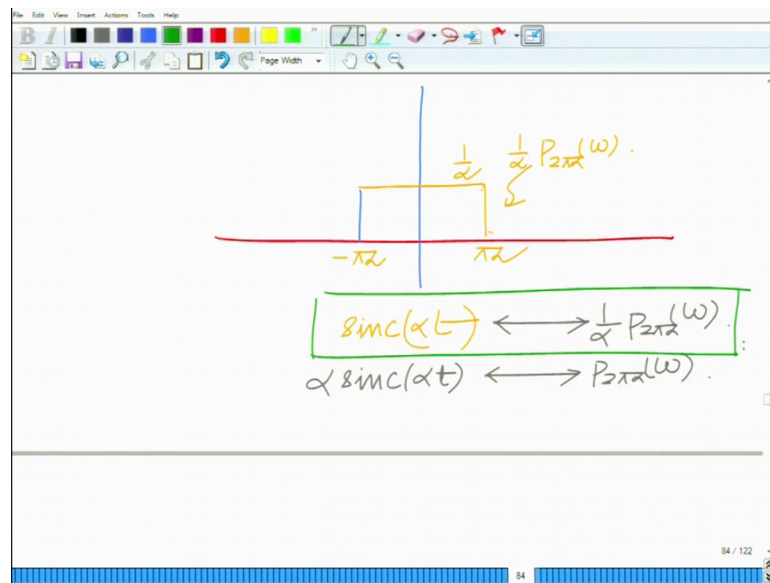 File Edit View Insert Actions Tools Help
B I
Page Width
1/α 1/α P₂πα(ω).
-πα πα
sinc(αt) ⟷ 1/α P₂πα(ω).
α sinc(αt) ⟷ P₂πα(ω).
84 / 122
84